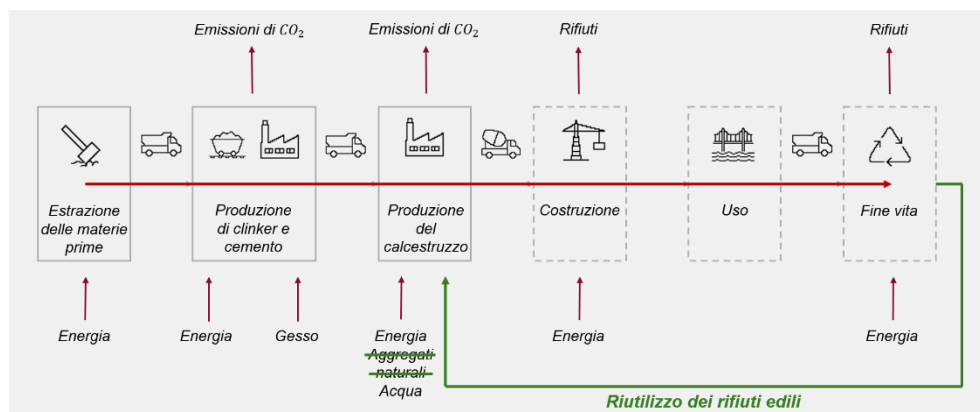 Emissioni di CO₂
Emissioni di CO₂
Rifiuti
Rifiuti
Estrazione
delle materie
prime
Produzione
di clinker e
cemento
Produzione
del
calcestruzzo
Costruzione
Uso
Fine vita
Energia
Energia
Gesso
Energia
Aggregati
naturali
Acqua
Energia
Energia
Riutilizzo dei rifiuti edili